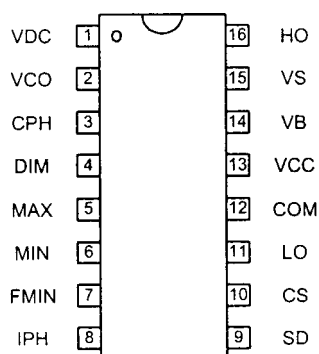 VDC 1 16 HO
VCO 2 15 VS
CPH 3 14 VB
DIM 4 13 VCC
MAX 5 12 COM
MIN 6 11 LO
FMIN 7 10 CS
IPH 8 9 SD